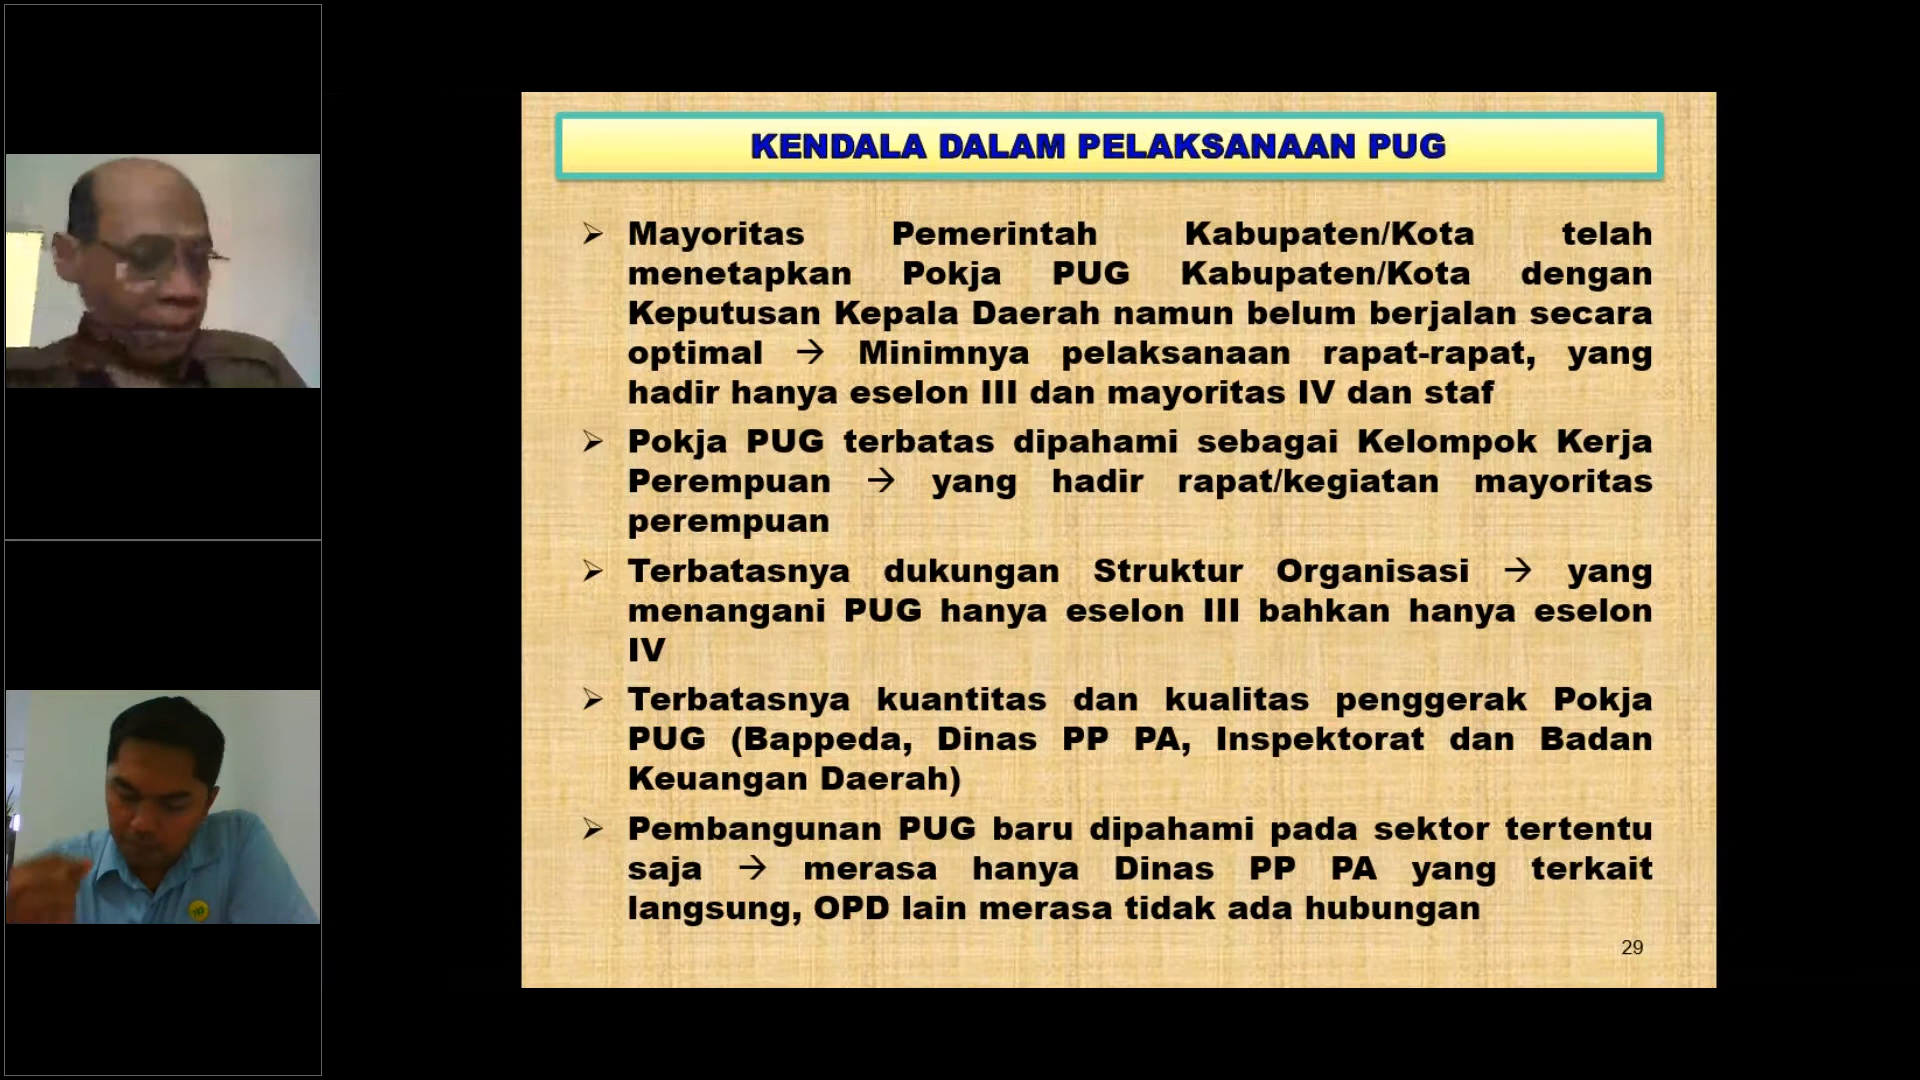 KENDALA DALAM PELAKSANAAN PUG
➢ Mayoritas Pemerintah Kabupaten/Kota telah
menetapkan Pokja PUG Kabupaten/Kota dengan
Keputusan Kepala Daerah namun belum berjalan secara
optimal → Minimnya pelaksanaan rapat-rapat, yang
hadir hanya eselon III dan mayoritas IV dan staf
➢ Pokja PUG terbatas dipahami sebagai Kelompok Kerja
Perempuan → yang hadir rapat/kegiatan mayoritas
perempuan
➢ Terbatasnya dukungan Struktur Organisasi → yang
menangani PUG hanya eselon III bahkan hanya eselon
IV
➢ Terbatasnya kuantitas dan kualitas penggerak Pokja
PUG (Bappeda, Dinas PP PA, Inspektorat dan Badan
Keuangan Daerah)
➢ Pembangunan PUG baru dipahami pada sektor tertentu
saja → merasa hanya Dinas PP PA yang terkait
langsung, OPD lain merasa tidak ada hubungan
29